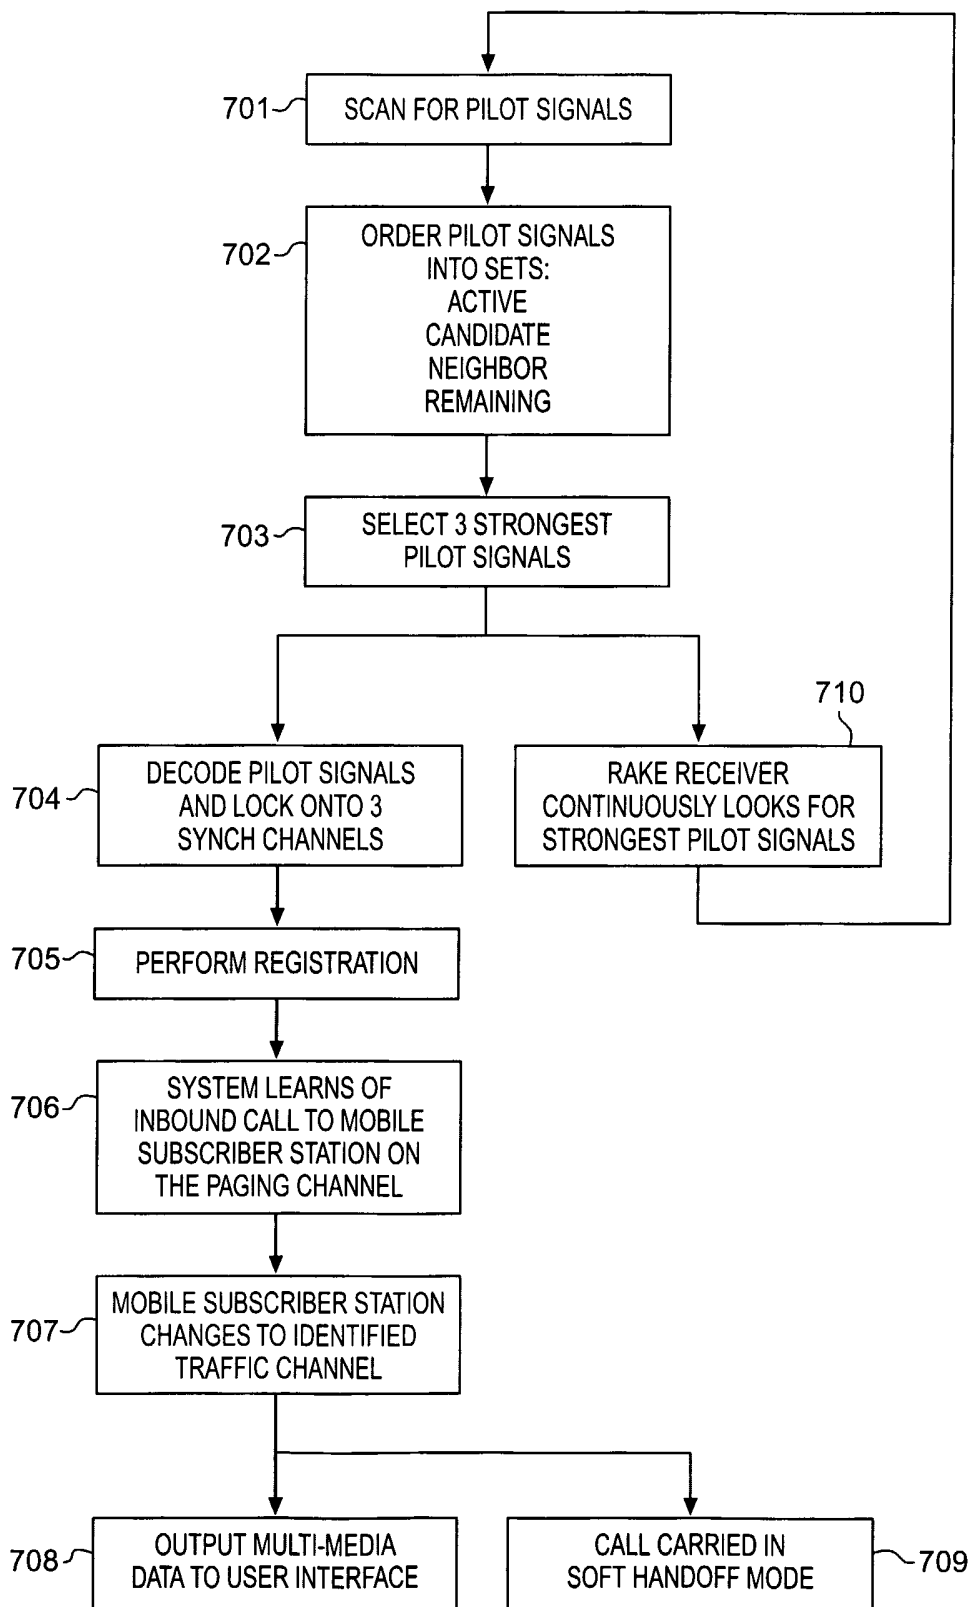 701
SCAN FOR PILOT SIGNALS
702
ORDER PILOT SIGNALS
INTO SETS:
ACTIVE
CANDIDATE
NEIGHBOR
REMAINING
703
SELECT 3 STRONGEST
PILOT SIGNALS
704
DECODE PILOT SIGNALS
AND LOCK ONTO 3
SYNCH CHANNELS
710
RAKE RECEIVER
CONTINUOUSLY LOOKS FOR
STRONGEST PILOT SIGNALS
705
PERFORM REGISTRATION
706
SYSTEM LEARNS OF
INBOUND CALL TO MOBILE
SUBSCRIBER STATION ON
THE PAGING CHANNEL
707
MOBILE SUBSCRIBER STATION
CHANGES TO IDENTIFIED
TRAFFIC CHANNEL
708
OUTPUT MULTI-MEDIA
DATA TO USER INTERFACE
CALL CARRIED IN
SOFT HANDOFF MODE
709